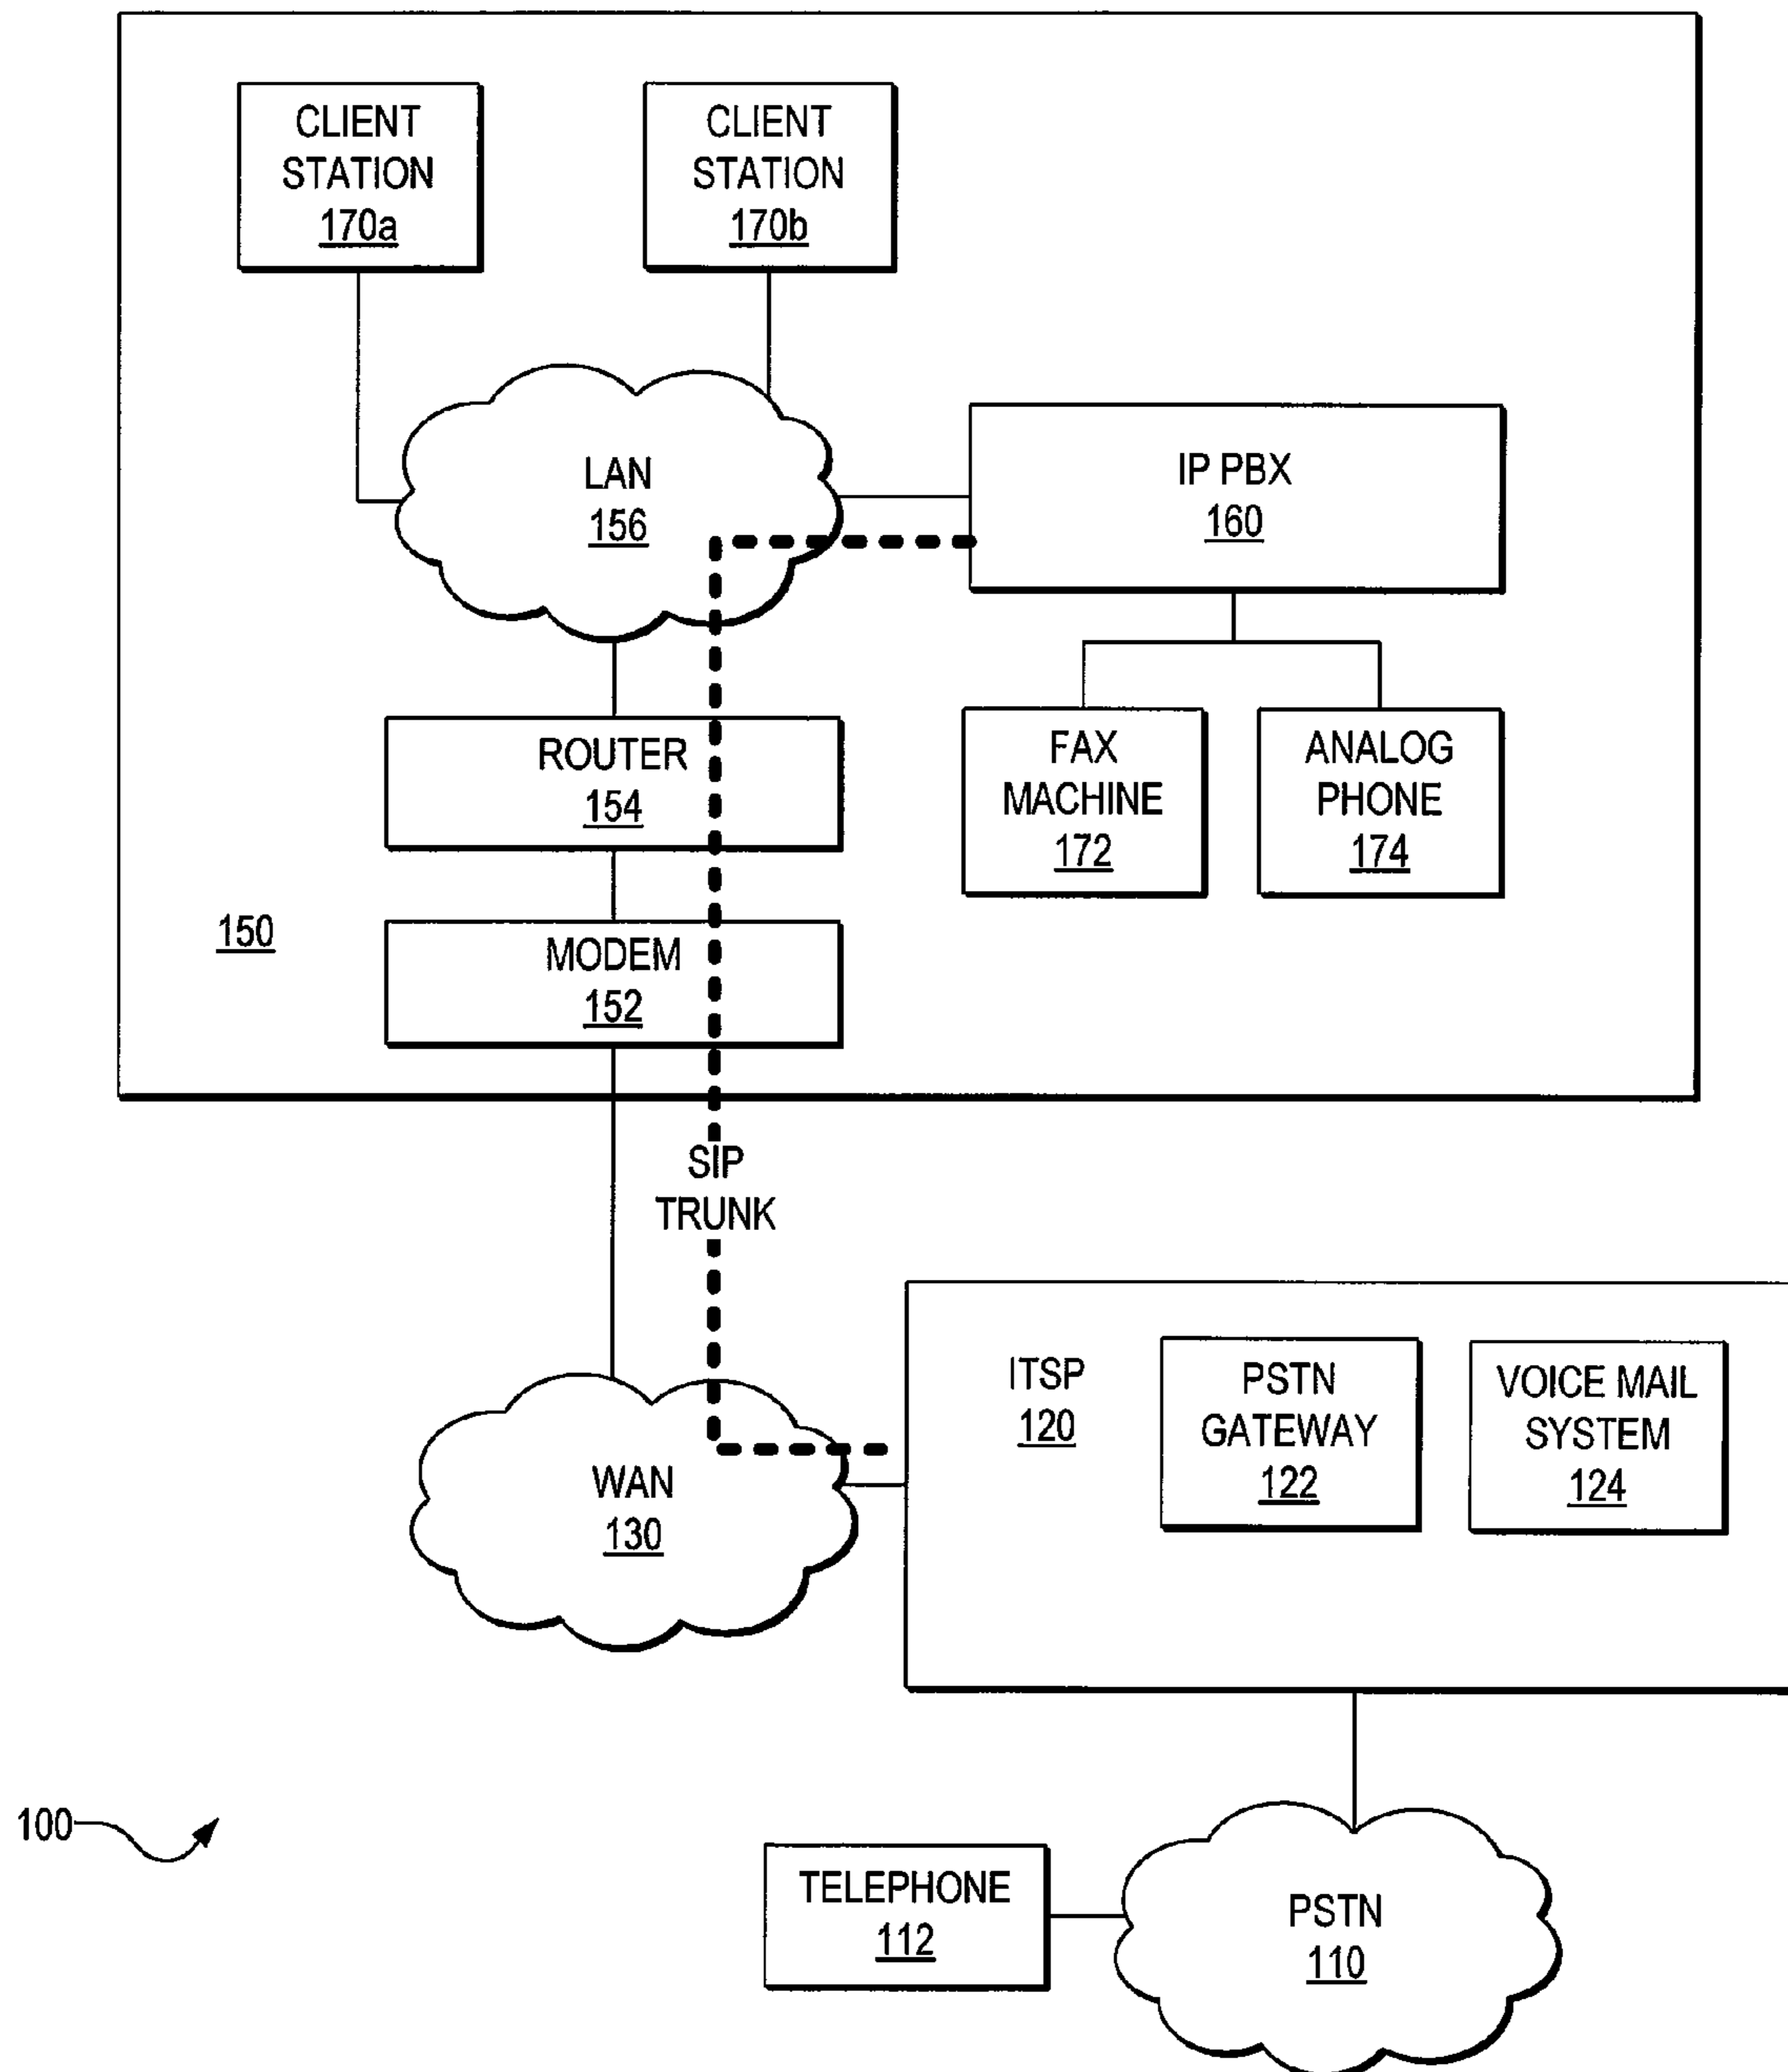 CLIENT
STATION
170a
CLIENT
STATION
170b
LAN
156
IP PBX
160
ROUTER
154
FAX
MACHINE
172
ANALOG
PHONE
174
150
MODEM
152
SIP
TRUNK
ITSP
120
PSTN
GATEWAY
122
VOICE MAIL
SYSTEM
124
WAN
130
100
TELEPHONE
112
PSTN
110